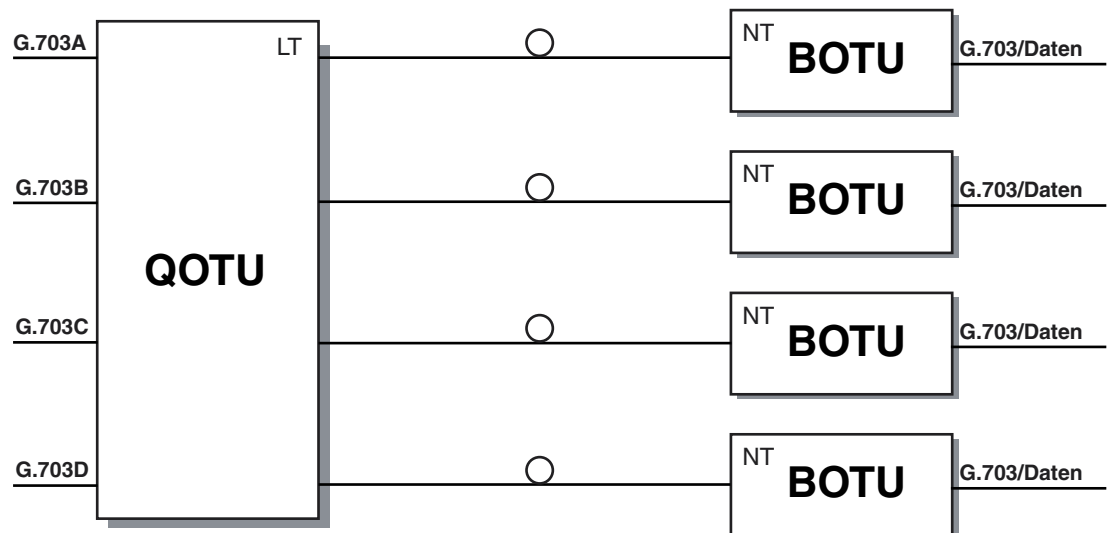 G.703A
LT
NT
BOTU
G.703/Daten
G.703B
NT
BOTU
G.703/Daten
QOTU
G.703C
NT
BOTU
G.703/Daten
G.703D
NT
BOTU
G.703/Daten